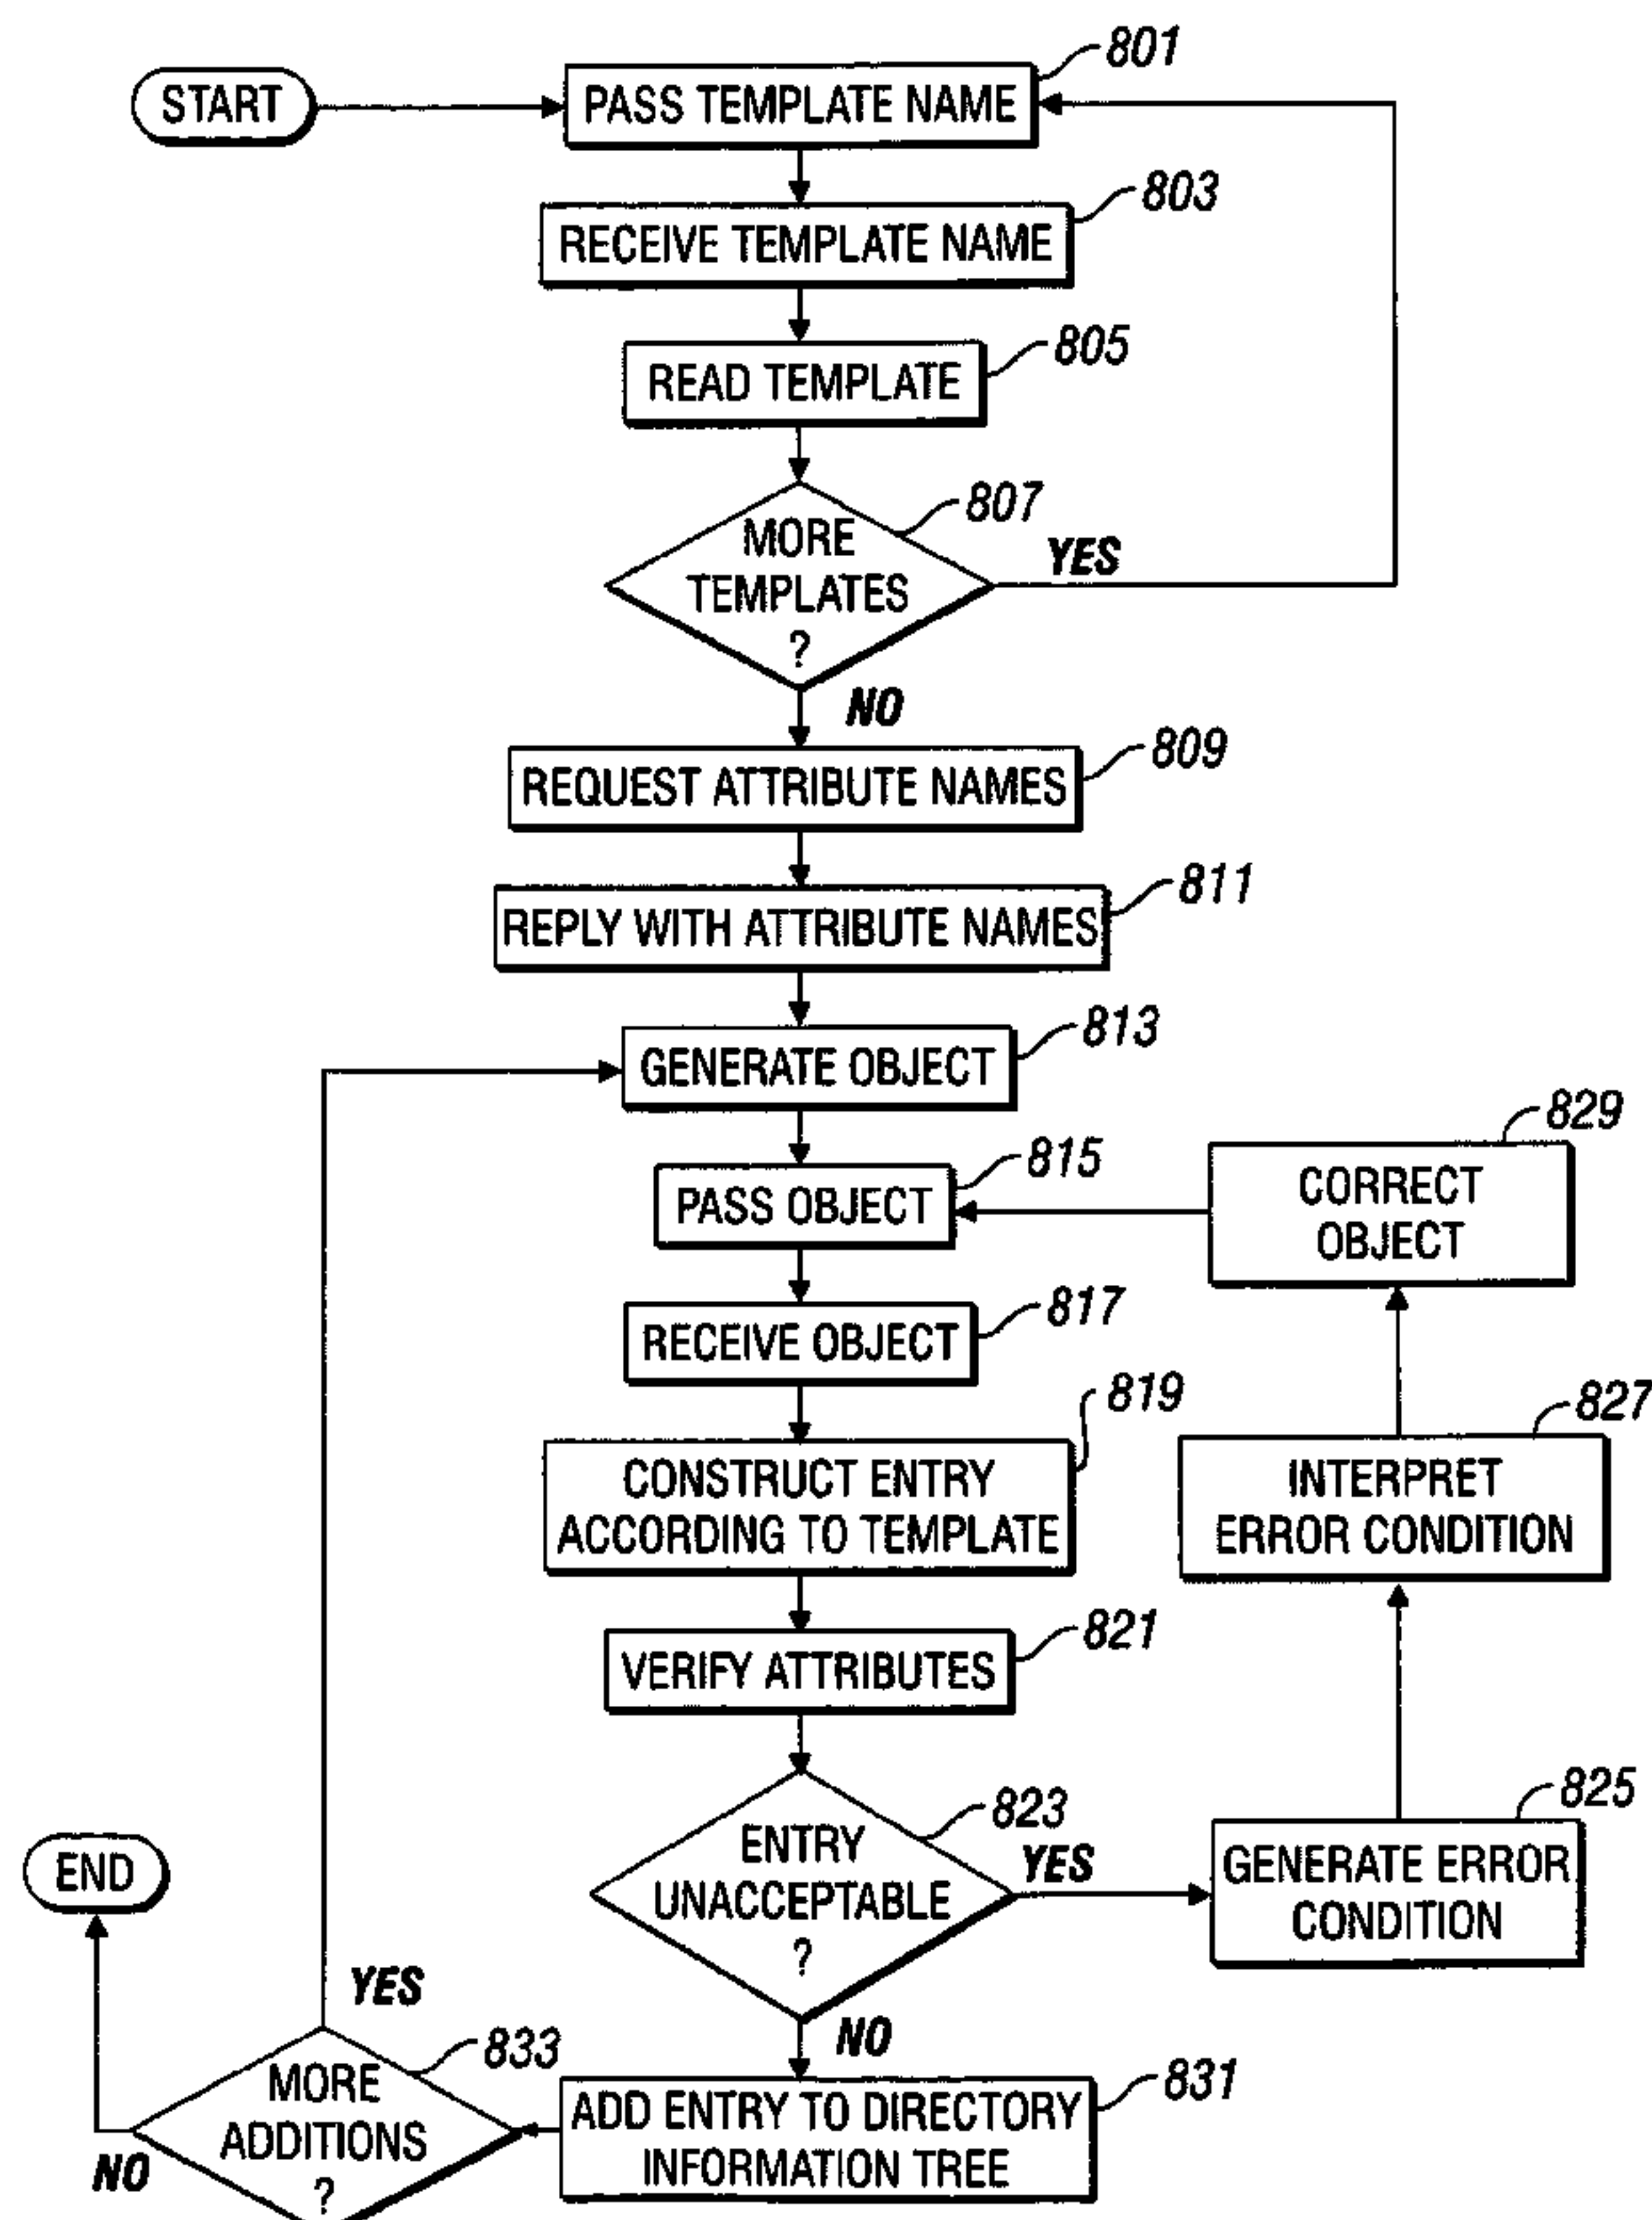 801
START
PASS TEMPLATE NAME
803
RECEIVE TEMPLATE NAME
805
READ TEMPLATE
807
MORE
TEMPLATES
?
YES
NO
809
REQUEST ATTRIBUTE NAMES
811
REPLY WITH ATTRIBUTE NAMES
813
GENERATE OBJECT
815
PASS OBJECT
829
CORRECT
OBJECT
817
RECEIVE OBJECT
819
CONSTRUCT ENTRY
ACCORDING TO TEMPLATE
827
INTERPRET
ERROR CONDITION
821
VERIFY ATTRIBUTES
823
ENTRY
UNACCEPTABLE
?
YES
825
GENERATE ERROR
CONDITION
END
NO
831
ADD ENTRY TO DIRECTORY
INFORMATION TREE
YES
833
MORE
ADDITIONS
?
NO